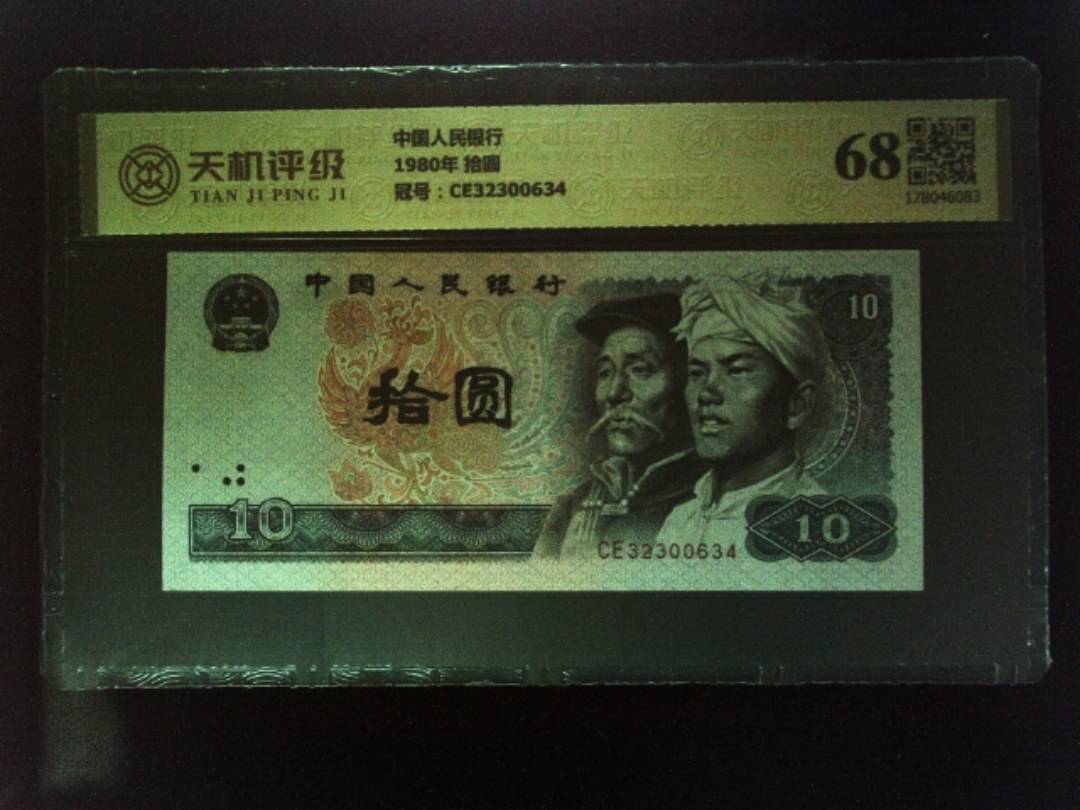 天机评级
TIAN JI PING JI
中国人民银行
1980年 拾圆
冠号：CE32300634
68
178046083
中国人民银行
10
拾圆
10
CE32300634
10